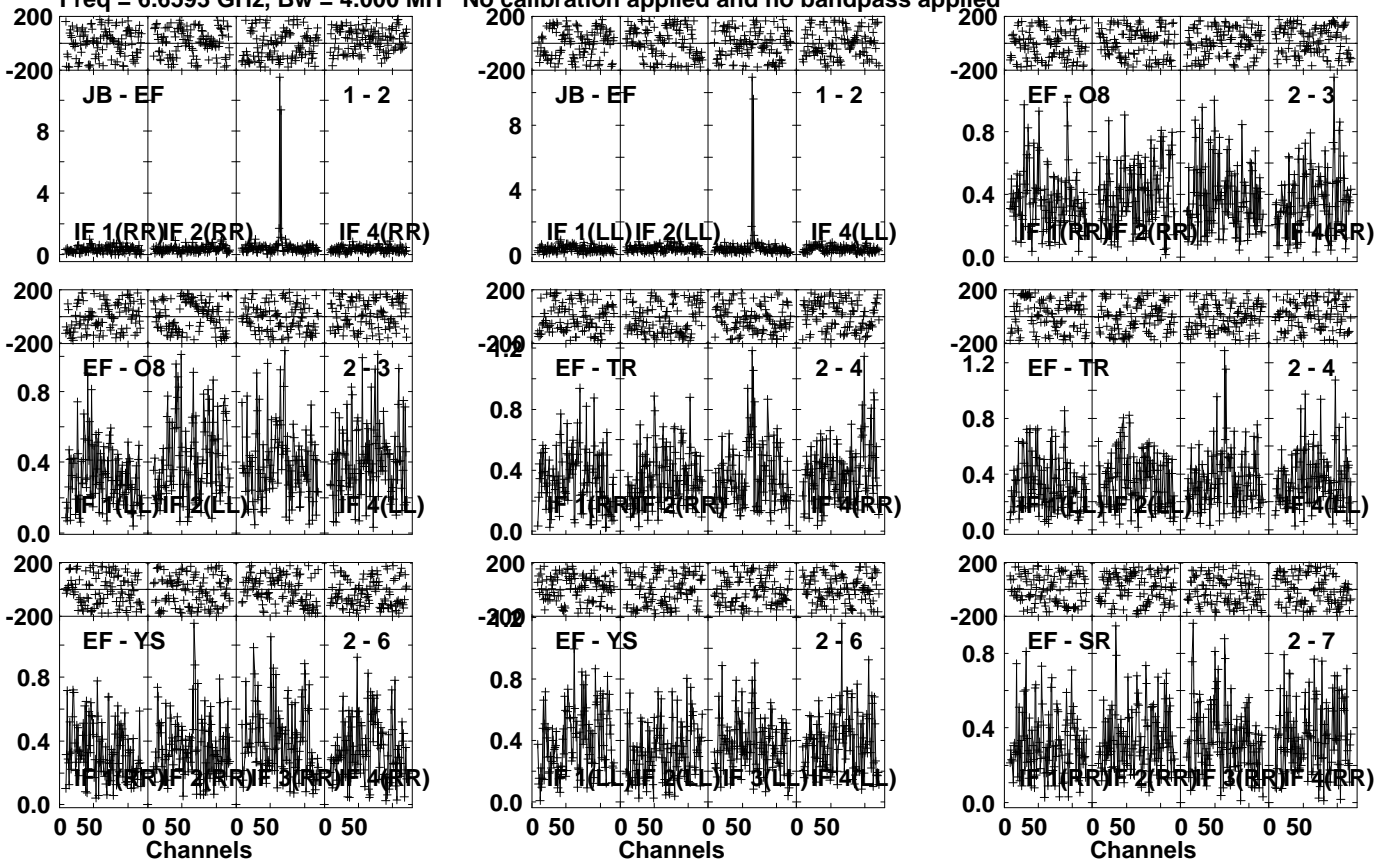 Freq = 6.6593 GHz, Bw = 4.000 MH No calibration applied and no bandpass applied
200 200 200
-200 -200 -200
JB - EF 1 - 2 JB - EF 1 - 2 EF - O8 2 - 3
8 8 0.8
4 4 0.4
IF 1(RR) IF 2(RR) IF 4(RR) IF 1(LL) IF 2(LL) IF 4(LL) IF 1(RR) IF 2(RR) IF 4(RR)
0 0 0.0
200 200 200
-200 -200 -200
1.2
EF - O8 2 - 3 EF - TR 2 - 4 EF - TR 2 - 4
1.2
0.8 0.8 0.8
0.4 0.4 0.4
IF 1(LL) IF 2(LL) IF 4(LL) IF 1(RR) IF 2(RR) IF 4(RR) IF 1(LL) IF 2(LL) IF 4(LL)
0.0 0.0 0.0
200 200 200
-200 -200 -200
1.2
EF - YS 2 - 6 EF - YS 2 - 6 EF - SR 2 - 7
0.8 0.8 0.8
0.4 0.4 0.4
IF 1(RR) IF 2(RR) IF 3(RR) IF 4(RR) IF 1(LL) IF 2(LL) IF 3(LL) IF 4(LL) IF 1(RR) IF 2(RR) IF 3(RR) IF 4(RR)
0.0 0.0 0.0
0 50 0 50 0 50 0 50 0 50 0 50 0 50 0 50 0 50 0 50 0 50 0 50
Channels Channels Channels